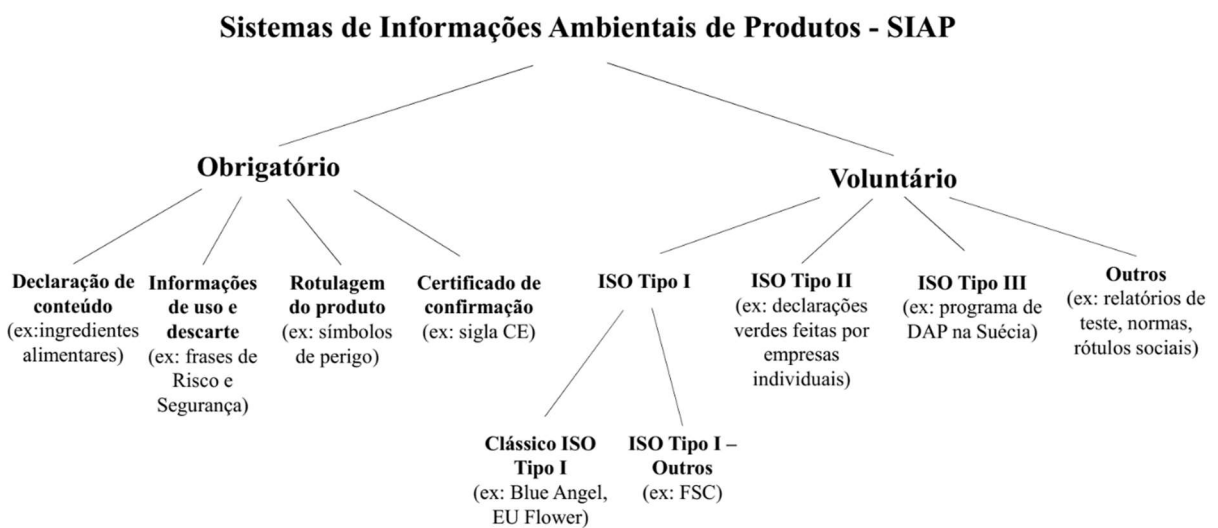 Sistemas de Informações Ambientais de Produtos - SIAP
Obrigatório
Voluntário
Declaração de
conteúdo
(ex:ingredientes
alimentares)
Informações
de uso e
descarte
(ex: frases de
Risco e
Segurança)
Rotulagem
do produto
(ex: símbolos
de perigo)
Certificado de
confirmação
(ex: sigla CE)
ISO Tipo I
ISO Tipo II
(ex: declarações
verdes feitas por
empresas
individuais)
ISO Tipo III
(ex: programa de
DAP na Suécia)
Outros
(ex: relatórios de
teste, normas,
rótulos sociais)
Clássico ISO
Tipo I
(ex: Blue Angel,
EU Flower)
ISO Tipo I –
Outros
(ex: FSC)